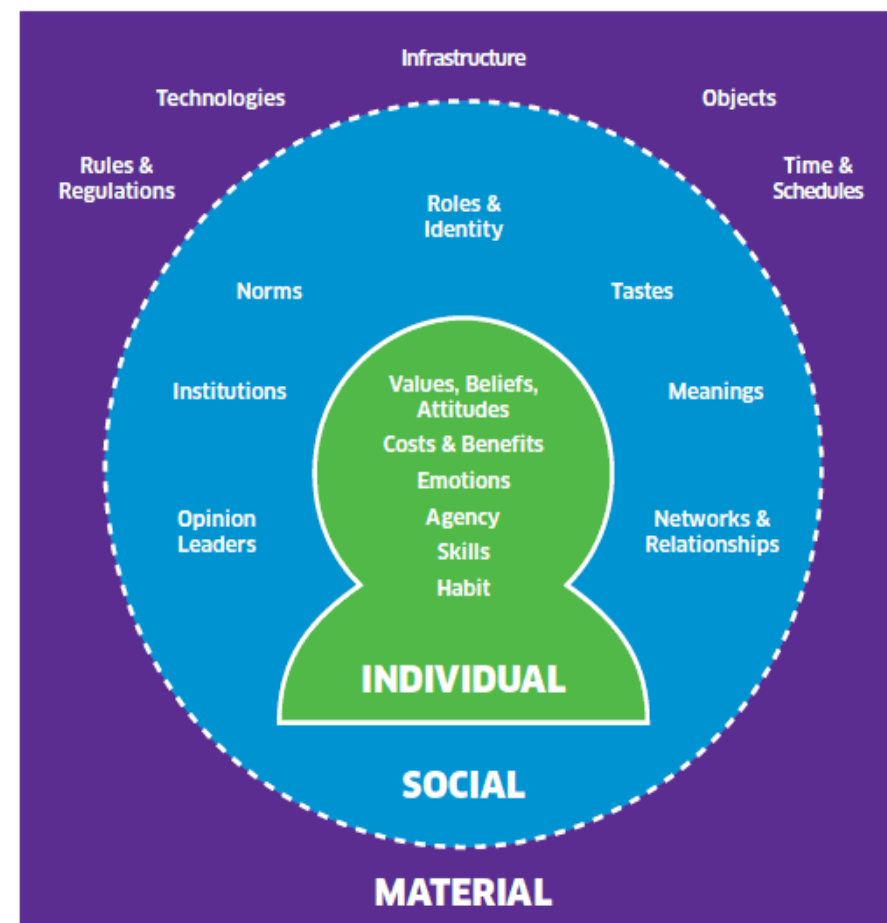 Infrastructure
Technologies
Objects
Rules &
Regulations
Time &
Schedules
Roles &
Identity
Norms
Tastes
Institutions
Meanings
Opinion
Leaders
Networks &
Relationships
Values, Beliefs,
Attitudes
Costs & Benefits
Emotions
Agency
Skills
Habit
INDIVIDUAL
SOCIAL
MATERIAL